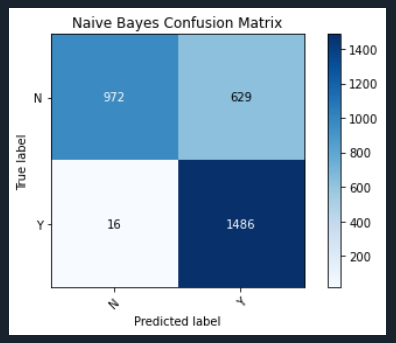 Naive Bayes Confusion Matrix
True label
N
972
629
Y
16
1486
N
Y
Predicted label
1400
1200
1000
800
600
400
200